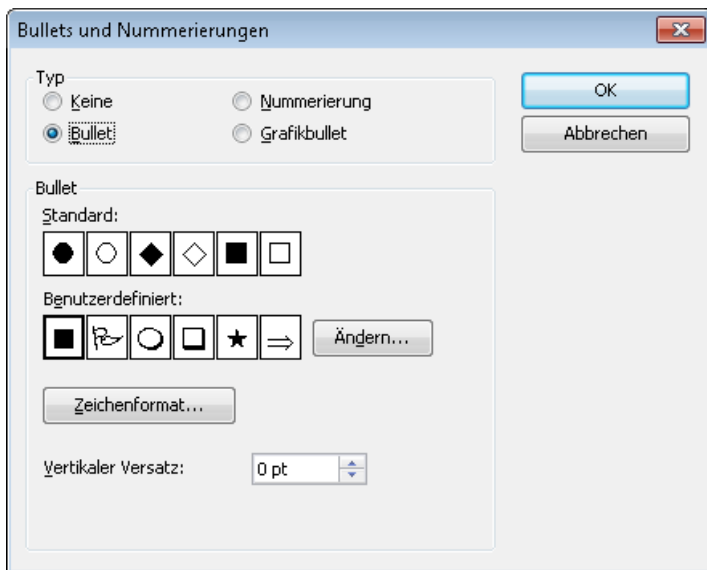 Bullets und Nummerierungen
Typ
Keine
Nummerierung
Bullet
Grafikbullet
OK
Abbrechen
Bullet
Standard:
Benutzerdefiniert:
Ändern...
Zeichenformat...
Vertikaler Versatz:
0 pt